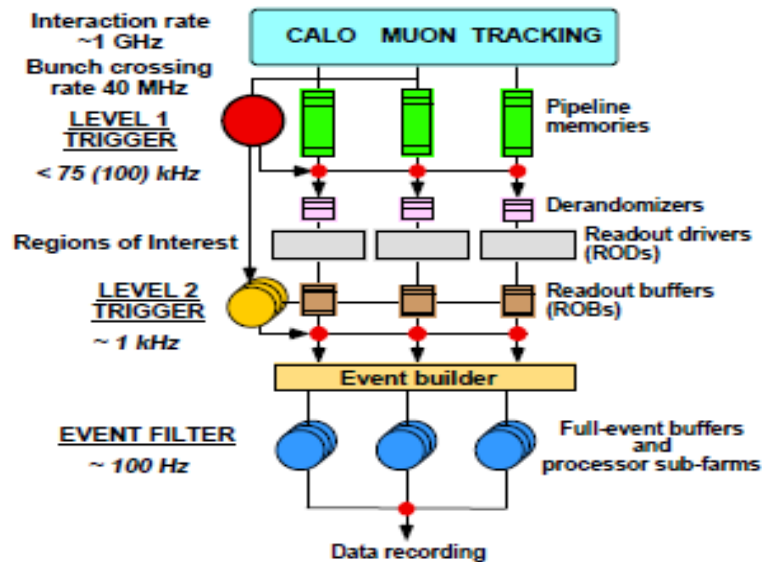 Interaction rate
~1 GHz
CALO MUON TRACKING
Bunch crossing
rate 40 MHz
LEVEL 1
TRIGGER
Pipeline
memories
< 75 (100) kHz
Derandomizers
Regions of Interest
Readout drivers
(RODs)
LEVEL 2
TRIGGER
Readout buffers
(ROBs)
~ 1 kHz
Event builder
EVENT FILTER
~ 100 Hz
Full-event buffers
and
processor sub-farms
Data recording